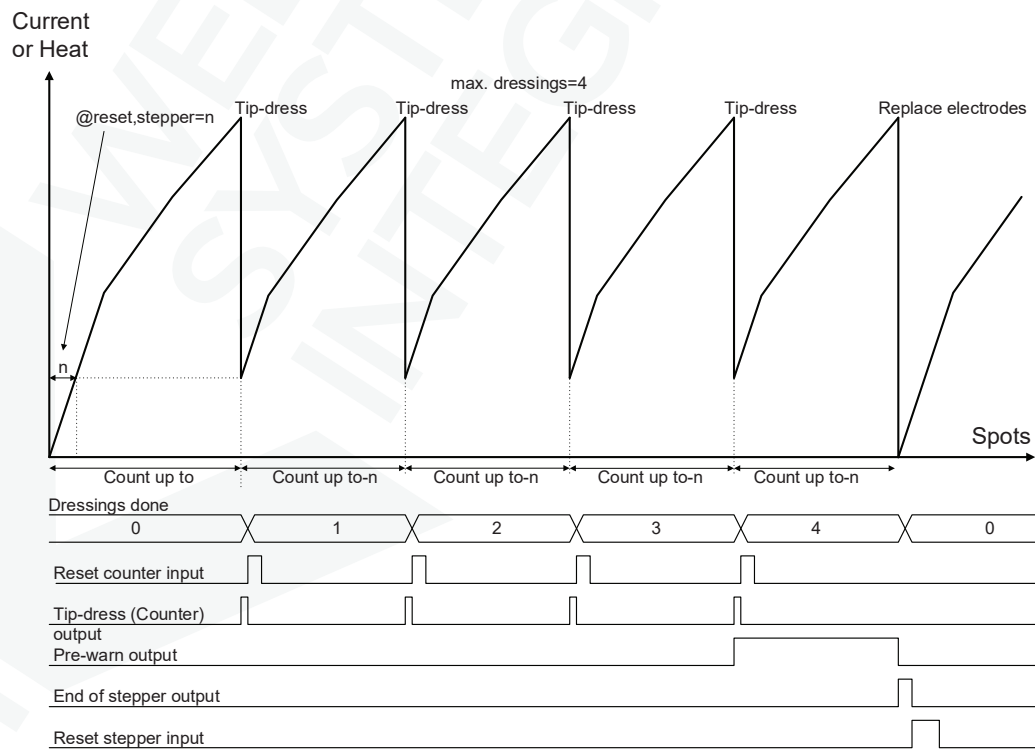 Current
or Heat
max. dressings=4
@reset,stepper=n
Tip-dress
Tip-dress
Tip-dress
Tip-dress
Replace electrodes
n
Spots
Count up to
Count up to-n
Count up to-n
Count up to-n
Count up to-n
Dressings done
0
1
2
3
4
0
Reset counter input
Tip-dress (Counter)
output
Pre-warn output
End of stepper output
Reset stepper input